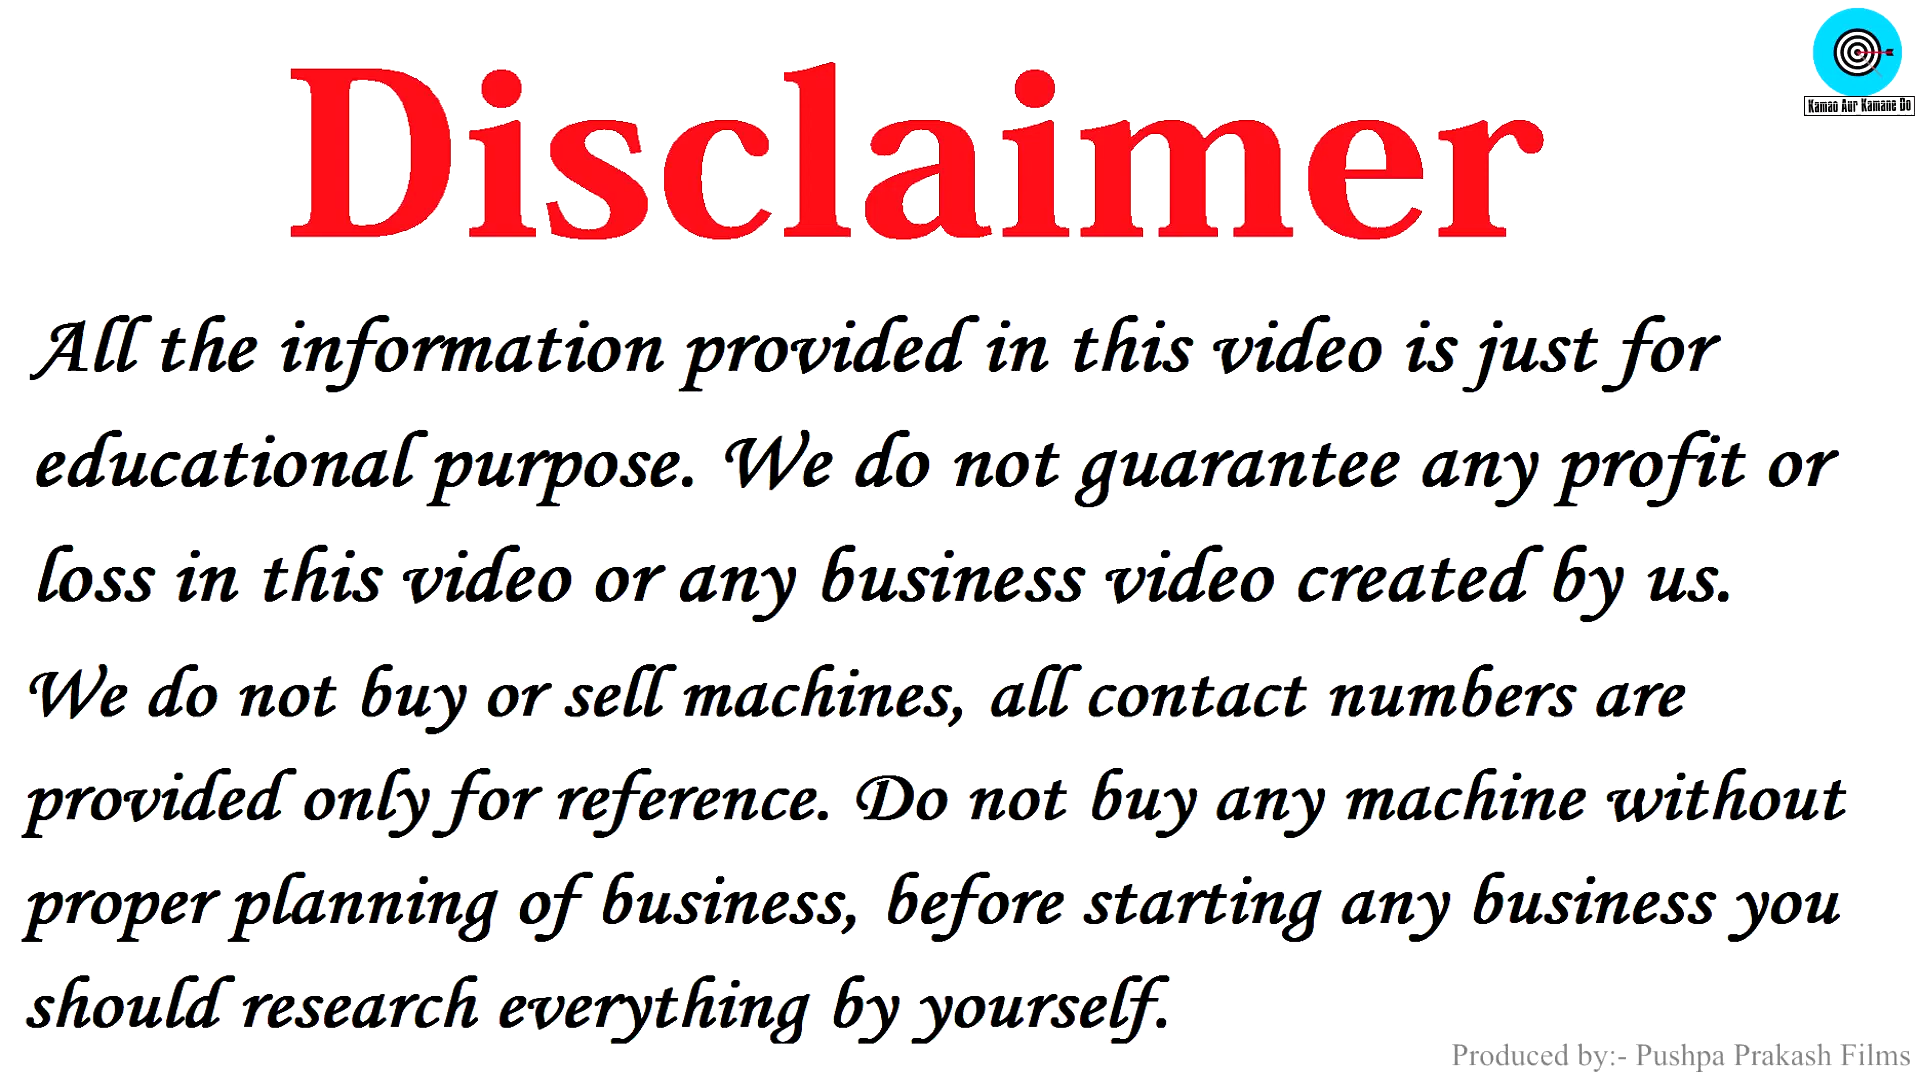 Kamao Aur Kamane Do
Disclaimer
All the information provided in this video is just for
educational purpose. We do not guarantee any profit or
loss in this video or any business video created by us.
We do not buy or sell machines, all contact numbers are
provided only for reference. Do not buy any machine without
proper planning of business, before starting any business you
should research everything by yourself.
Produced by:- Pushpa Prakash Films